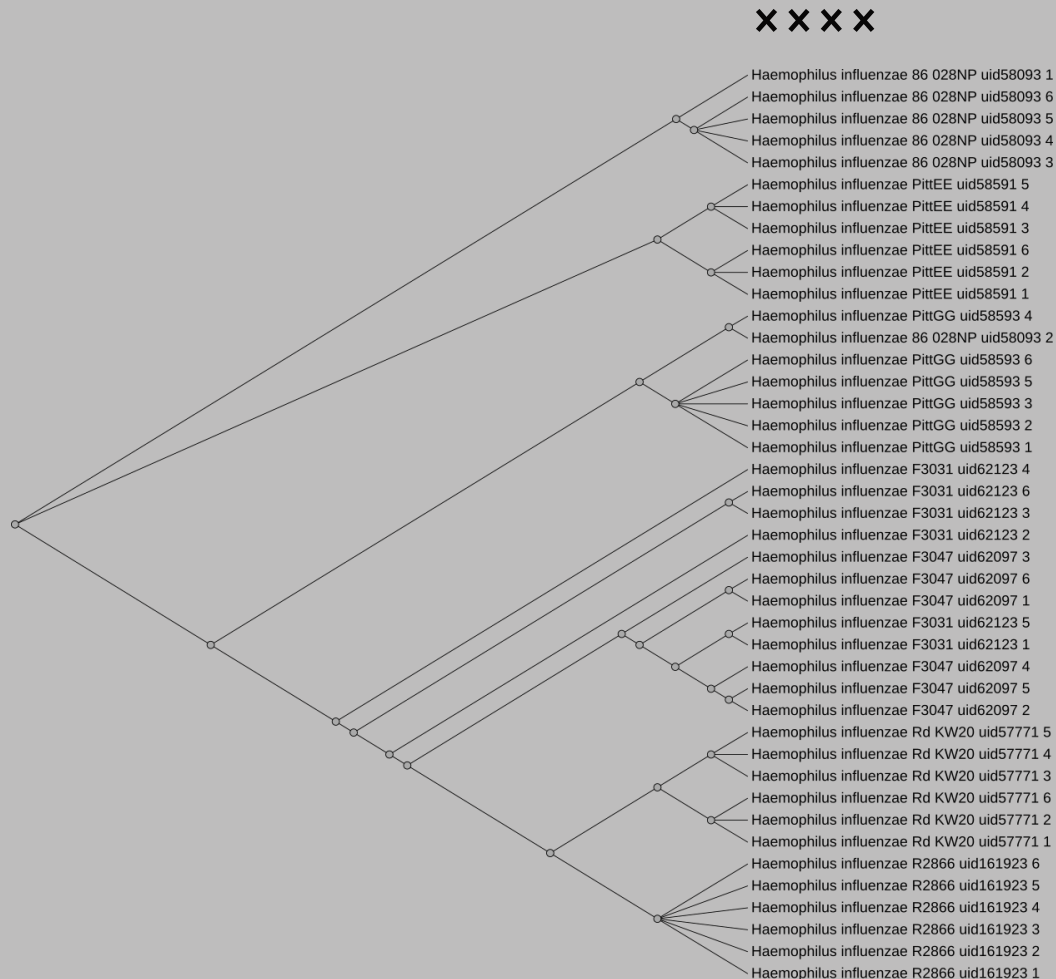 Haemophilus influenzae 86 028NP uid58093 1
Haemophilus influenzae 86 028NP uid58093 6
Haemophilus influenzae 86 028NP uid58093 5
Haemophilus influenzae 86 028NP uid58093 4
Haemophilus influenzae 86 028NP uid58093 3
Haemophilus influenzae PittEE uid58591 5
Haemophilus influenzae PittEE uid58591 4
Haemophilus influenzae PittEE uid58591 3
Haemophilus influenzae PittEE uid58591 6
Haemophilus influenzae PittEE uid58591 2
Haemophilus influenzae PittEE uid58591 1
Haemophilus influenzae PittGG uid58593 4
Haemophilus influenzae 86 028NP uid58093 2
Haemophilus influenzae PittGG uid58593 6
Haemophilus influenzae PittGG uid58593 5
Haemophilus influenzae PittGG uid58593 3
Haemophilus influenzae PittGG uid58593 2
Haemophilus influenzae PittGG uid58593 1
Haemophilus influenzae F3031 uid62123 4
Haemophilus influenzae F3031 uid62123 6
Haemophilus influenzae F3031 uid62123 3
Haemophilus influenzae F3031 uid62123 2
Haemophilus influenzae F3047 uid62097 3
Haemophilus influenzae F3047 uid62097 6
Haemophilus influenzae F3047 uid62097 1
Haemophilus influenzae F3031 uid62123 5
Haemophilus influenzae F3031 uid62123 1
Haemophilus influenzae F3047 uid62097 4
Haemophilus influenzae F3047 uid62097 5
Haemophilus influenzae F3047 uid62097 2
Haemophilus influenzae Rd KW20 uid57771 5
Haemophilus influenzae Rd KW20 uid57771 4
Haemophilus influenzae Rd KW20 uid57771 3
Haemophilus influenzae Rd KW20 uid57771 6
Haemophilus influenzae Rd KW20 uid57771 2
Haemophilus influenzae Rd KW20 uid57771 1
Haemophilus influenzae R2866 uid161923 6
Haemophilus influenzae R2866 uid161923 5
Haemophilus influenzae R2866 uid161923 4
Haemophilus influenzae R2866 uid161923 3
Haemophilus influenzae R2866 uid161923 2
Haemophilus influenzae R2866 uid161923 1